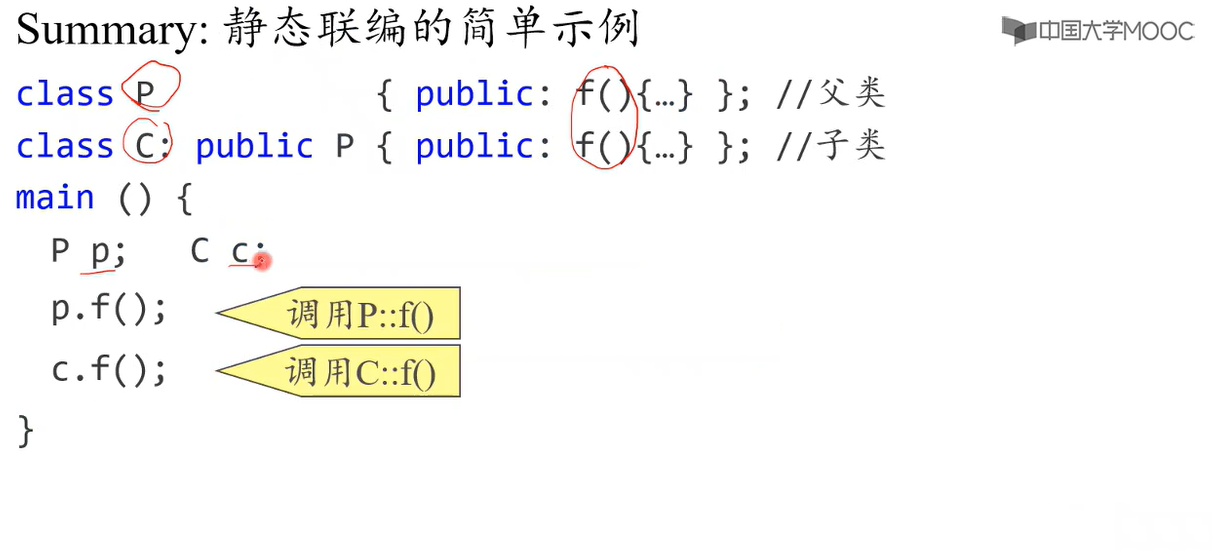 Summary: 静态联编的简单示例
中国大学MOOC
class P { public: f(){…} }; //父类
class C: public P { public: f(){…} }; //子类
main () {
P p; C c;
p.f(); 调用P::f()
c.f(); 调用C::f()
}